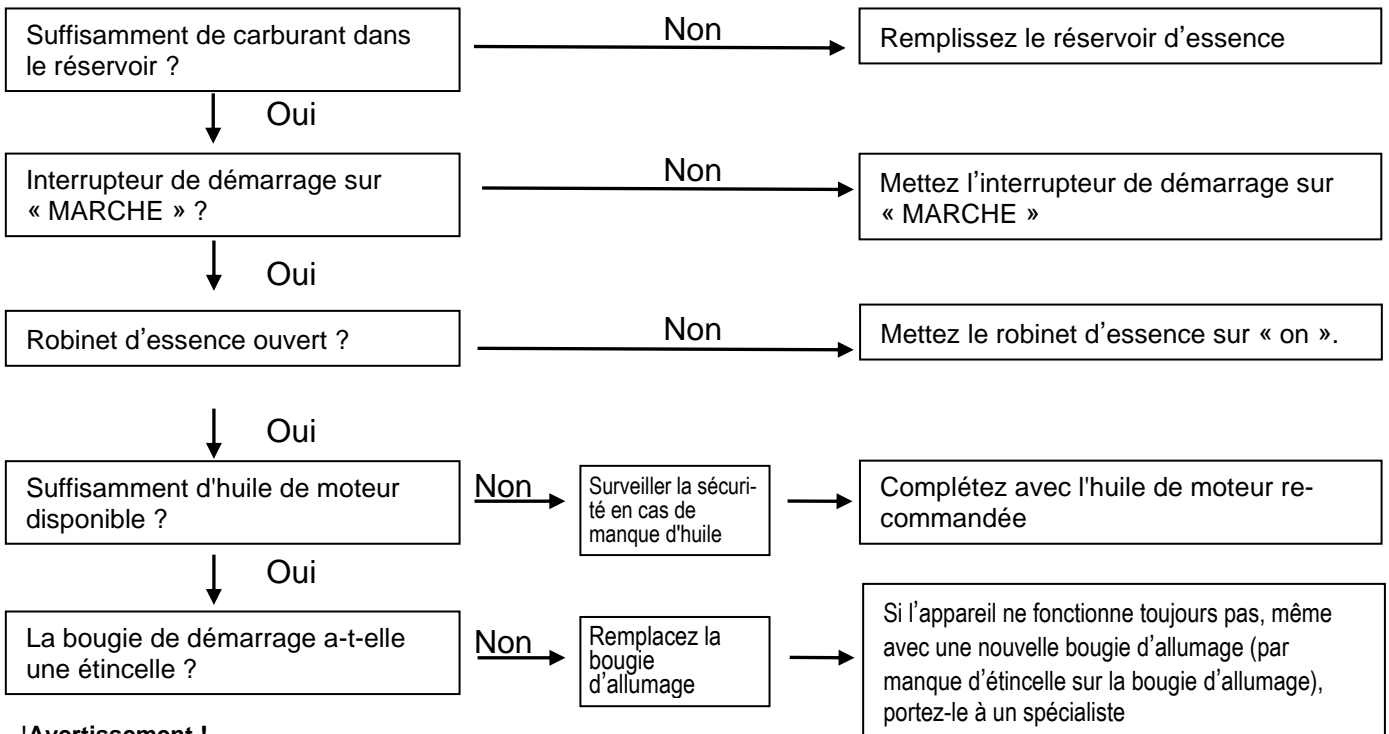 Suffisamment de carburant dans
le réservoir ?
Non
Remplissez le réservoir d'essence
Oui
Interrupteur de démarrage sur
« MARCHE » ?
Non
Mettez l'interrupteur de démarrage sur
« MARCHE »
Oui
Robinet d'essence ouvert ?
Non
Mettez le robinet d'essence sur « on ».
Oui
Suffisamment d'huile de moteur
disponible ?
Non
Surveiller la sécuri-
té en cas de
manque d'huile
Complétez avec l'huile de moteur re-
commandée
Oui
La bougie de démarrage a-t-elle
une étincelle ?
Non
Remplacez la
bougie
d'allumage
Si l'appareil ne fonctionne toujours pas, même
avec une nouvelle bougie d'allumage (par
manque d'étincelle sur la bougie d'allumage),
portez-le à un spécialiste
!Avertissement !